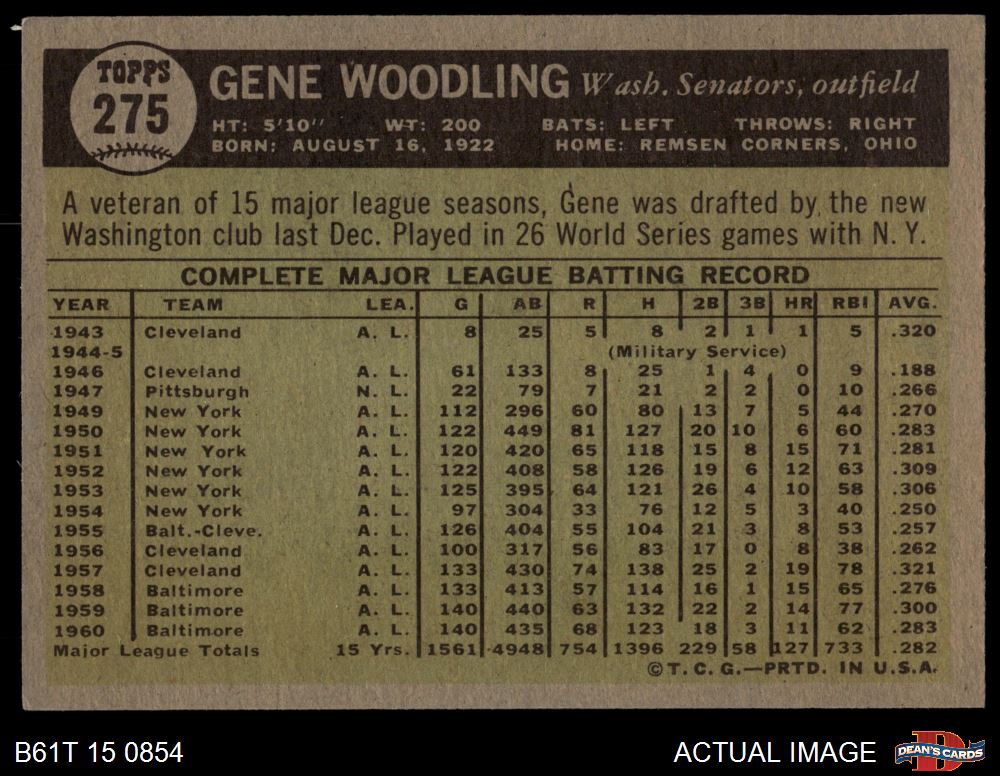 TOPPS
275
GENE WOODLING Wash. Senators, outfield
HT: 5'10" WT: 200 BATS: LEFT THROWS: RIGHT
BORN: AUGUST 16, 1922 HOME: REMSEN CORNERS, OHIO
A veteran of 15 major league seasons, Gene was drafted by the new
Washington club last Dec. Played in 26 World Series games with N. Y.
COMPLETE MAJOR LEAGUE BATTING RECORD
YEAR TEAM LEA. G AB R H 2B 3B HR RBI AVG.
1943 Cleveland A. L. 8 25 5 8 2 1 1 5 .320
1944-5 (Military Service)
1946 Cleveland A. L. 61 133 8 25 1 4 0 9 .188
1947 Pittsburgh N. L. 22 79 7 21 2 2 0 10 .266
1949 New York A. L. 112 296 60 80 13 7 5 44 .270
1950 New York A. L. 122 449 81 127 20 10 6 60 .283
1951 New York A. L. 120 420 65 118 15 8 15 71 .281
1952 New York A. L. 122 408 58 126 19 6 12 63 .309
1953 New York A. L. 125 395 64 121 26 4 10 58 .306
1954 New York A. L. 97 304 33 76 12 5 3 40 .250
1955 Balt.-Cleve. A. L. 126 404 55 104 21 3 8 53 .257
1956 Cleveland A. L. 100 317 56 83 17 0 8 38 .262
1957 Cleveland A. L. 133 430 74 138 25 2 19 78 .321
1958 Baltimore A. L. 133 413 57 114 16 1 15 65 .276
1959 Baltimore A. L. 140 440 63 132 22 2 14 77 .300
1960 Baltimore A. L. 140 435 68 123 18 3 11 62 .283
Major League Totals 15 Yrs. 1561 4948 754 1396 229 58 127 733 .282
© T. C. G.—PRTD. IN U.S.A.
B61T 15 0854 ACTUAL IMAGE DEAN'S CARDS